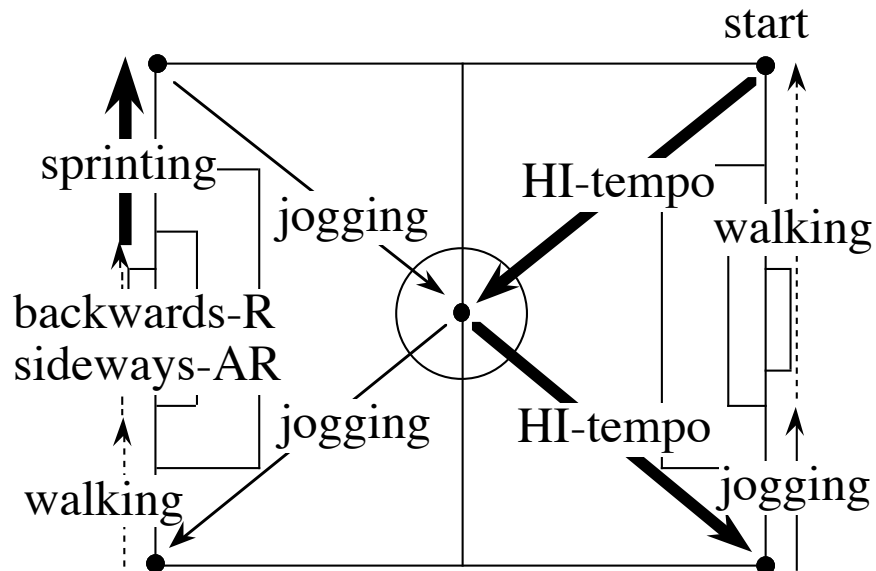 start
sprinting
HI-tempo
jogging
walking
backwards-R
sideways-AR
jogging
HI-tempo
walking
jogging